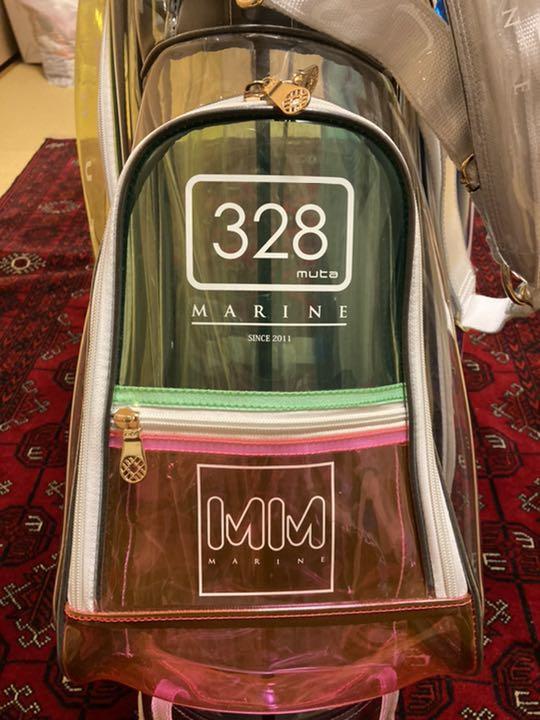 328
muta
MARINE
SINCE 2011
MM
MARINE